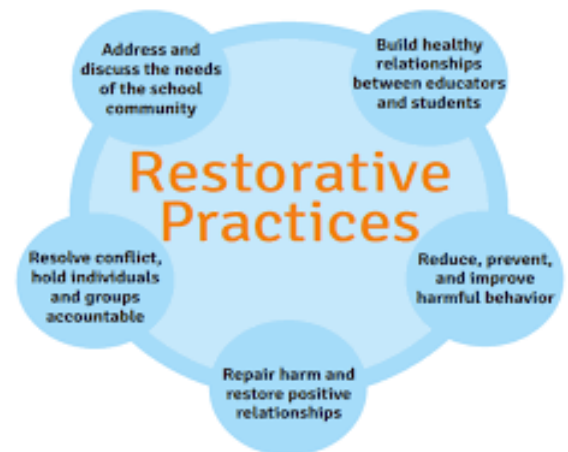 Address and
discuss the needs
of the school
community
Build healthy
relationships
between educators
and students
Restorative
Practices
Resolve conflict,
hold individuals
and groups
accountable
Reduce, prevent,
and improve
harmful behavior
Repair harm and
restore positive
relationships